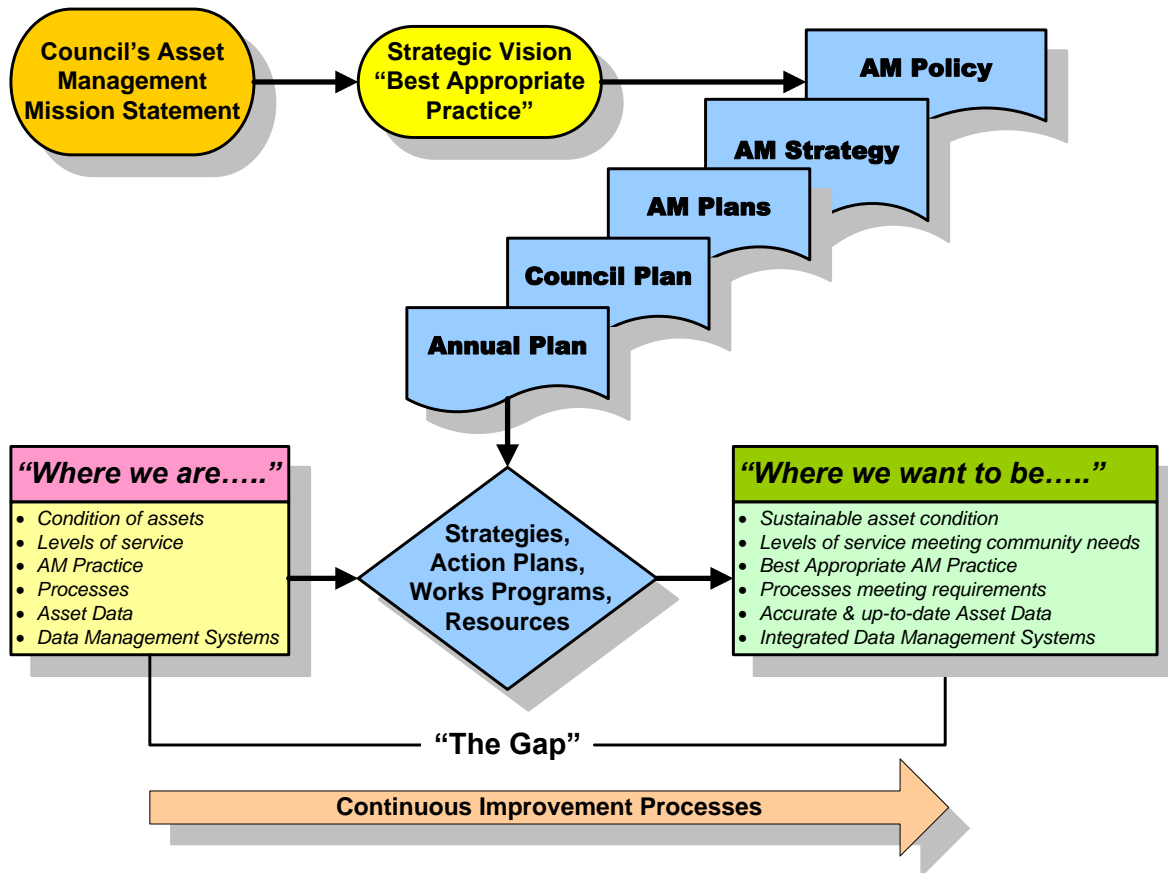 Council’s Asset
Management
Mission Statement
Strategic Vision
“Best Appropriate
Practice”
AM Policy
AM Strategy
AM Plans
Council Plan
Annual Plan
“Where we are…..”
• Condition of assets
• Levels of service
• AM Practice
• Processes
• Asset Data
• Data Management Systems
Strategies,
Action Plans,
Works Programs,
Resources
“Where we want to be…..”
• Sustainable asset condition
• Levels of service meeting community needs
• Best Appropriate AM Practice
• Processes meeting requirements
• Accurate & up-to-date Asset Data
• Integrated Data Management Systems
“The Gap”
Continuous Improvement Processes